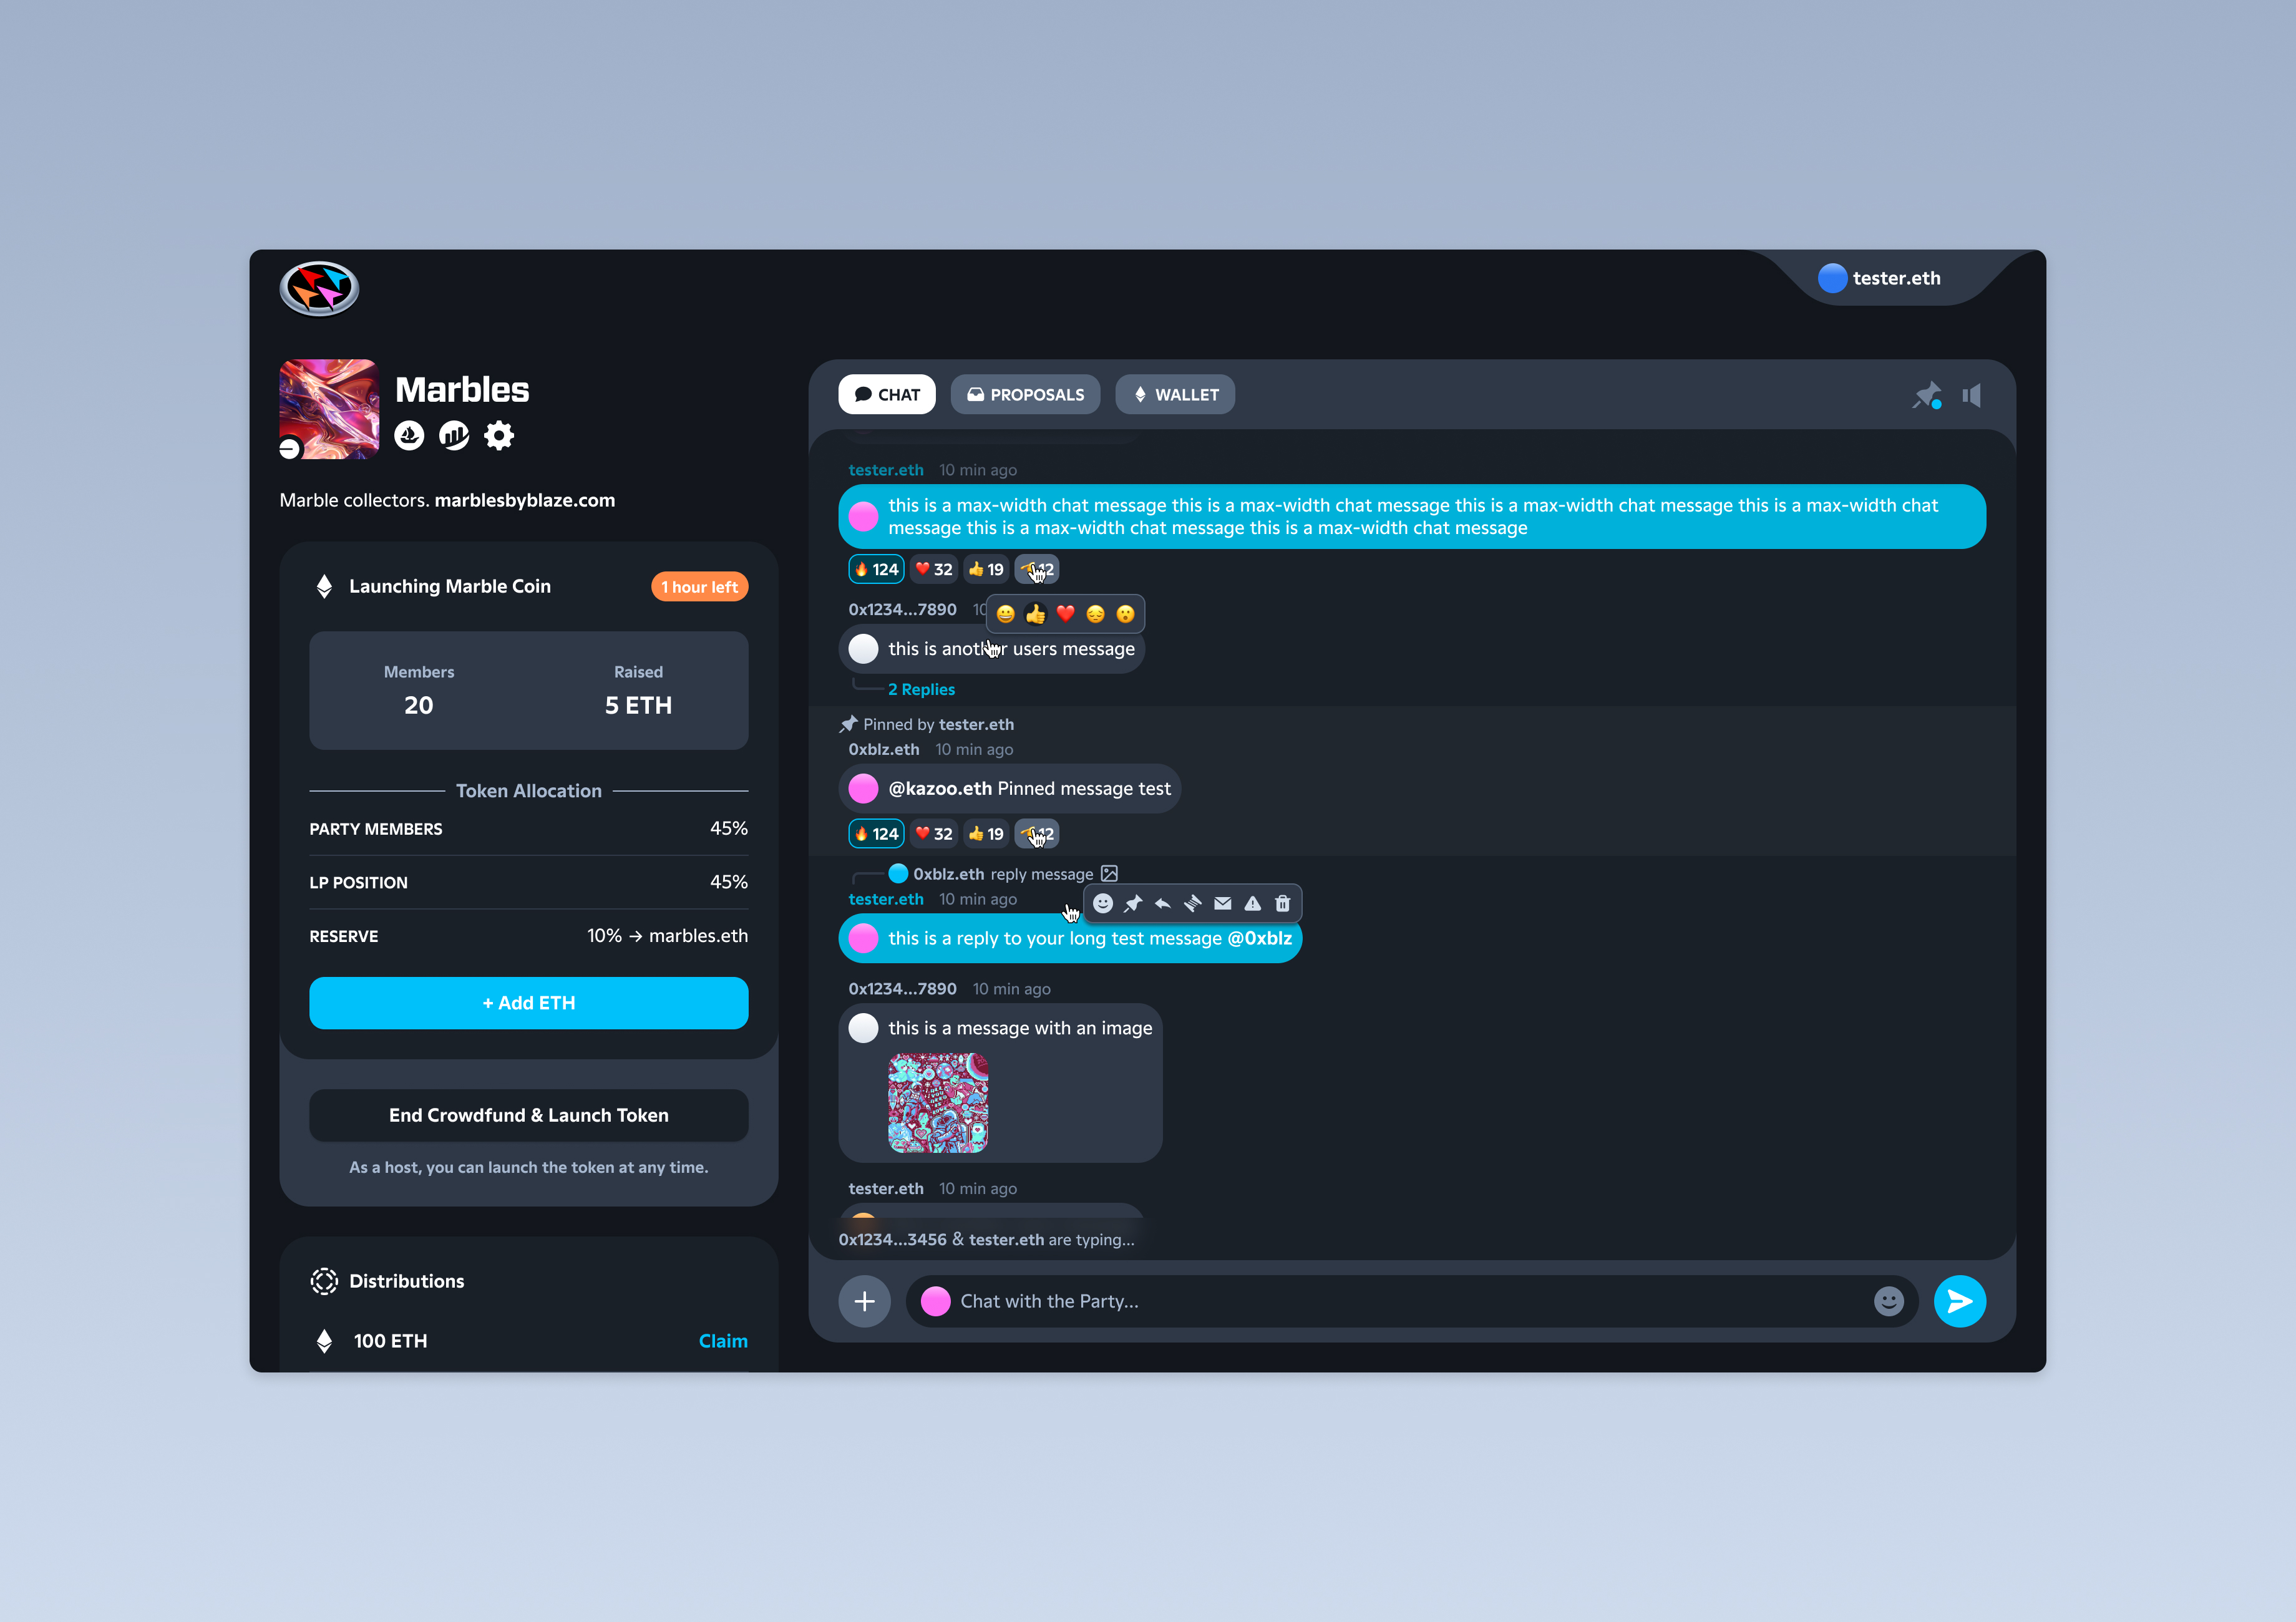 tester.eth
Marbles
Marble collectors. marblesbyblaze.com
Launching Marble Coin
1 hour left
Members
20
Raised
5 ETH
Token Allocation
PARTY MEMBERS
45%
LP POSITION
45%
RESERVE
10% → marbles.eth
+ Add ETH
End Crowdfund & Launch Token
As a host, you can launch the token at any time.
Distributions
100 ETH
Claim
CHAT
PROPOSALS
WALLET
tester.eth 10 min ago
this is a max-width chat message this is a max-width chat message this is a max-width chat message this is a max-width chat
message this is a max-width chat message this is a max-width chat message
🔥 124 ❤️ 32 👍 19 12
0x1234...7890 10
😀 👍 ❤️ 😔 😮
this is another users message
2 Replies
Pinned by tester.eth
0xblz.eth 10 min ago
@kazoo.eth Pinned message test
🔥 124 ❤️ 32 👍 19 12
0xblz.eth reply message
tester.eth 10 min ago
this is a reply to your long test message @0xblz
0x1234...7890 10 min ago
this is a message with an image
tester.eth 10 min ago
0x1234...3456 & tester.eth are typing...
Chat with the Party...